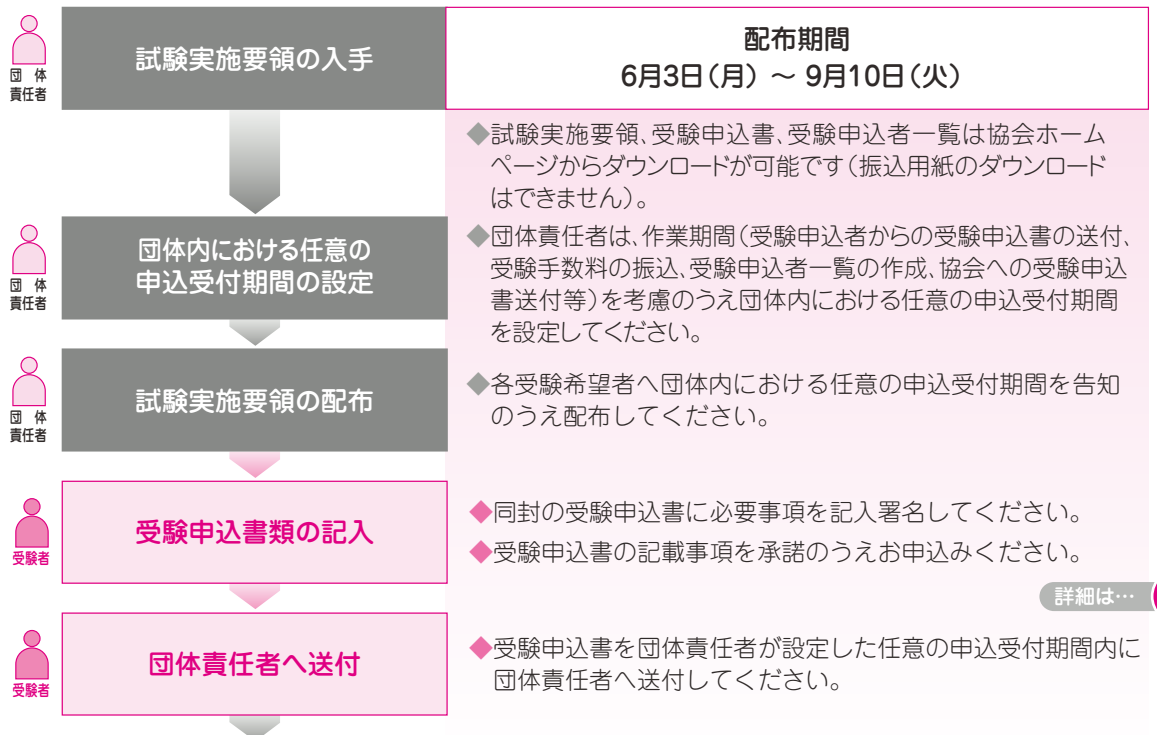 団体
責任者
試験実施要領の入手
配布期間
6月3日(月) ～ 9月10日(火)
◆試験実施要領、受験申込書、受験申込者一覧は協会ホーム
ページからダウンロードが可能です(振込用紙のダウンロード
はできません)。
団体
責任者
団体内における任意の
申込受付期間の設定
◆団体責任者は、作業期間(受験申込者からの受験申込書の送付、
受験手数料の振込、受験申込者一覧の作成、協会への受験申込
書送付等)を考慮のうえ団体内における任意の申込受付期間
を設定してください。
団体
責任者
試験実施要領の配布
◆各受験希望者へ団体内における任意の申込受付期間を告知
のうえ配布してください。
受験者
受験申込書類の記入
◆同封の受験申込書に必要事項を記入署名してください。
◆受験申込書の記載事項を承諾のうえお申込みください。
詳細は…
受験者
団体責任者へ送付
◆受験申込書を団体責任者が設定した任意の申込受付期間内に
団体責任者へ送付してください。